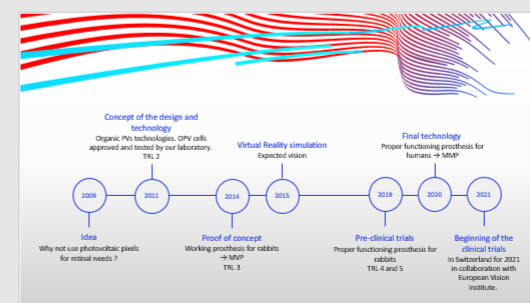 Concept of the design and
technology
Organic PVs technologies. OPV cells
approved and tested by our laboratory.
TRL 2
Virtual Reality simulation
Expected vision
Final technology
Proper functioning prosthesis for
humans → MMP
2009
2011
2014
2015
2019
2020
2021
Idea
Why not use photovoltaic pixels
for retinal needs ?
Proof of concept
Working prosthesis for rabbits
→ MVP
TRL 3
Pre-clinical trials
Proper functioning prosthesis for
rabbits
TRL 4 and 5
Beginning of the
clinical trials
In Switzerland for 2021
in collaboration with
European Vision
Institute.